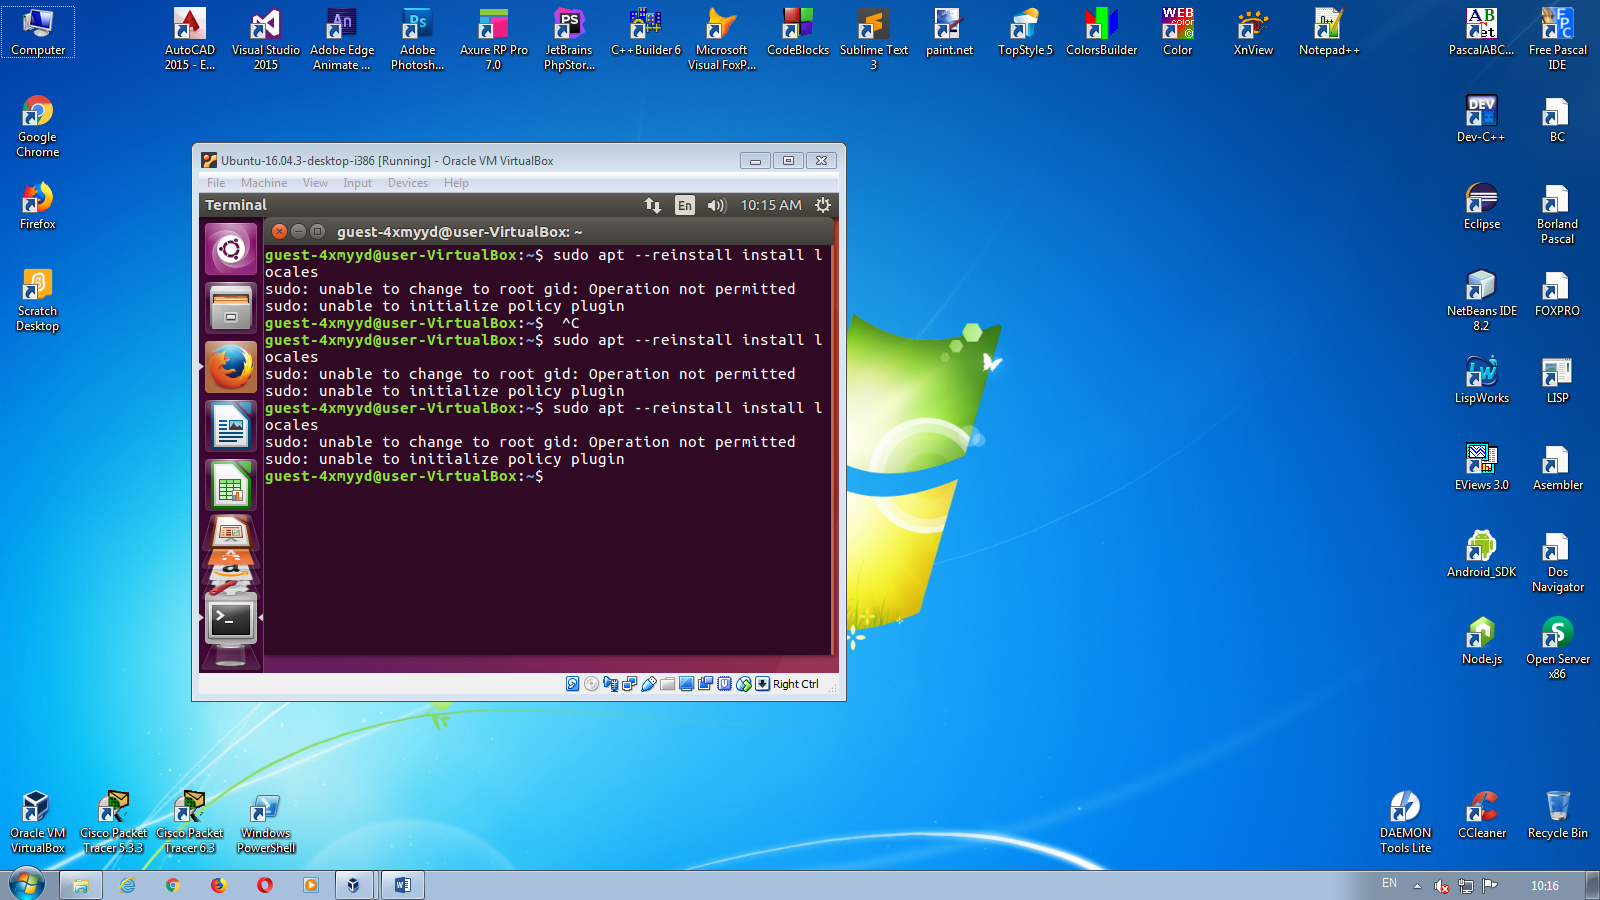 Computer
AutoCAD
2015 - E...
Visual Studio
2015
Adobe Edge
Animate ...
Adobe
Photosh...
Axure RP Pro
7.0
JetBrains
PhpStor...
C++Builder 6
Microsoft
Visual FoxP...
CodeBlocks
Sublime Text
3
paint.net
TopStyle 5
ColorsBuilder
Color
XnView
Notepad++
PascalABC...
Free Pascal
IDE
Google
Chrome
Firefox
Scratch
Desktop
Dev-C++
BC
Eclipse
Borland
Pascal
NetBeans IDE
8.2
FOXPRO
LispWorks
LISP
EViews 3.0
Asembler
Android_SDK
Dos
Navigator
Node.js
Open Server
x86
Ubuntu-16.04.3-desktop-i386 [Running] - Oracle VM VirtualBox
File Machine View Input Devices Help
Terminal En 10:15 AM
guest-4xmyyd@user-VirtualBox: ~
guest-4xmyyd@user-VirtualBox:~$ sudo apt --reinstall install l
ocales
sudo: unable to change to root gid: Operation not permitted
sudo: unable to initialize policy plugin
guest-4xmyyd@user-VirtualBox:~$  ^C
guest-4xmyyd@user-VirtualBox:~$ sudo apt --reinstall install l
ocales
sudo: unable to change to root gid: Operation not permitted
sudo: unable to initialize policy plugin
guest-4xmyyd@user-VirtualBox:~$ sudo apt --reinstall install l
ocales
sudo: unable to change to root gid: Operation not permitted
sudo: unable to initialize policy plugin
guest-4xmyyd@user-VirtualBox:~$
Right Ctrl
Oracle VM
VirtualBox
Cisco Packet
Tracer 5.3.3
Cisco Packet
Tracer 6.3
Windows
PowerShell
DAEMON
Tools Lite
CCleaner
Recycle Bin
EN 10:16